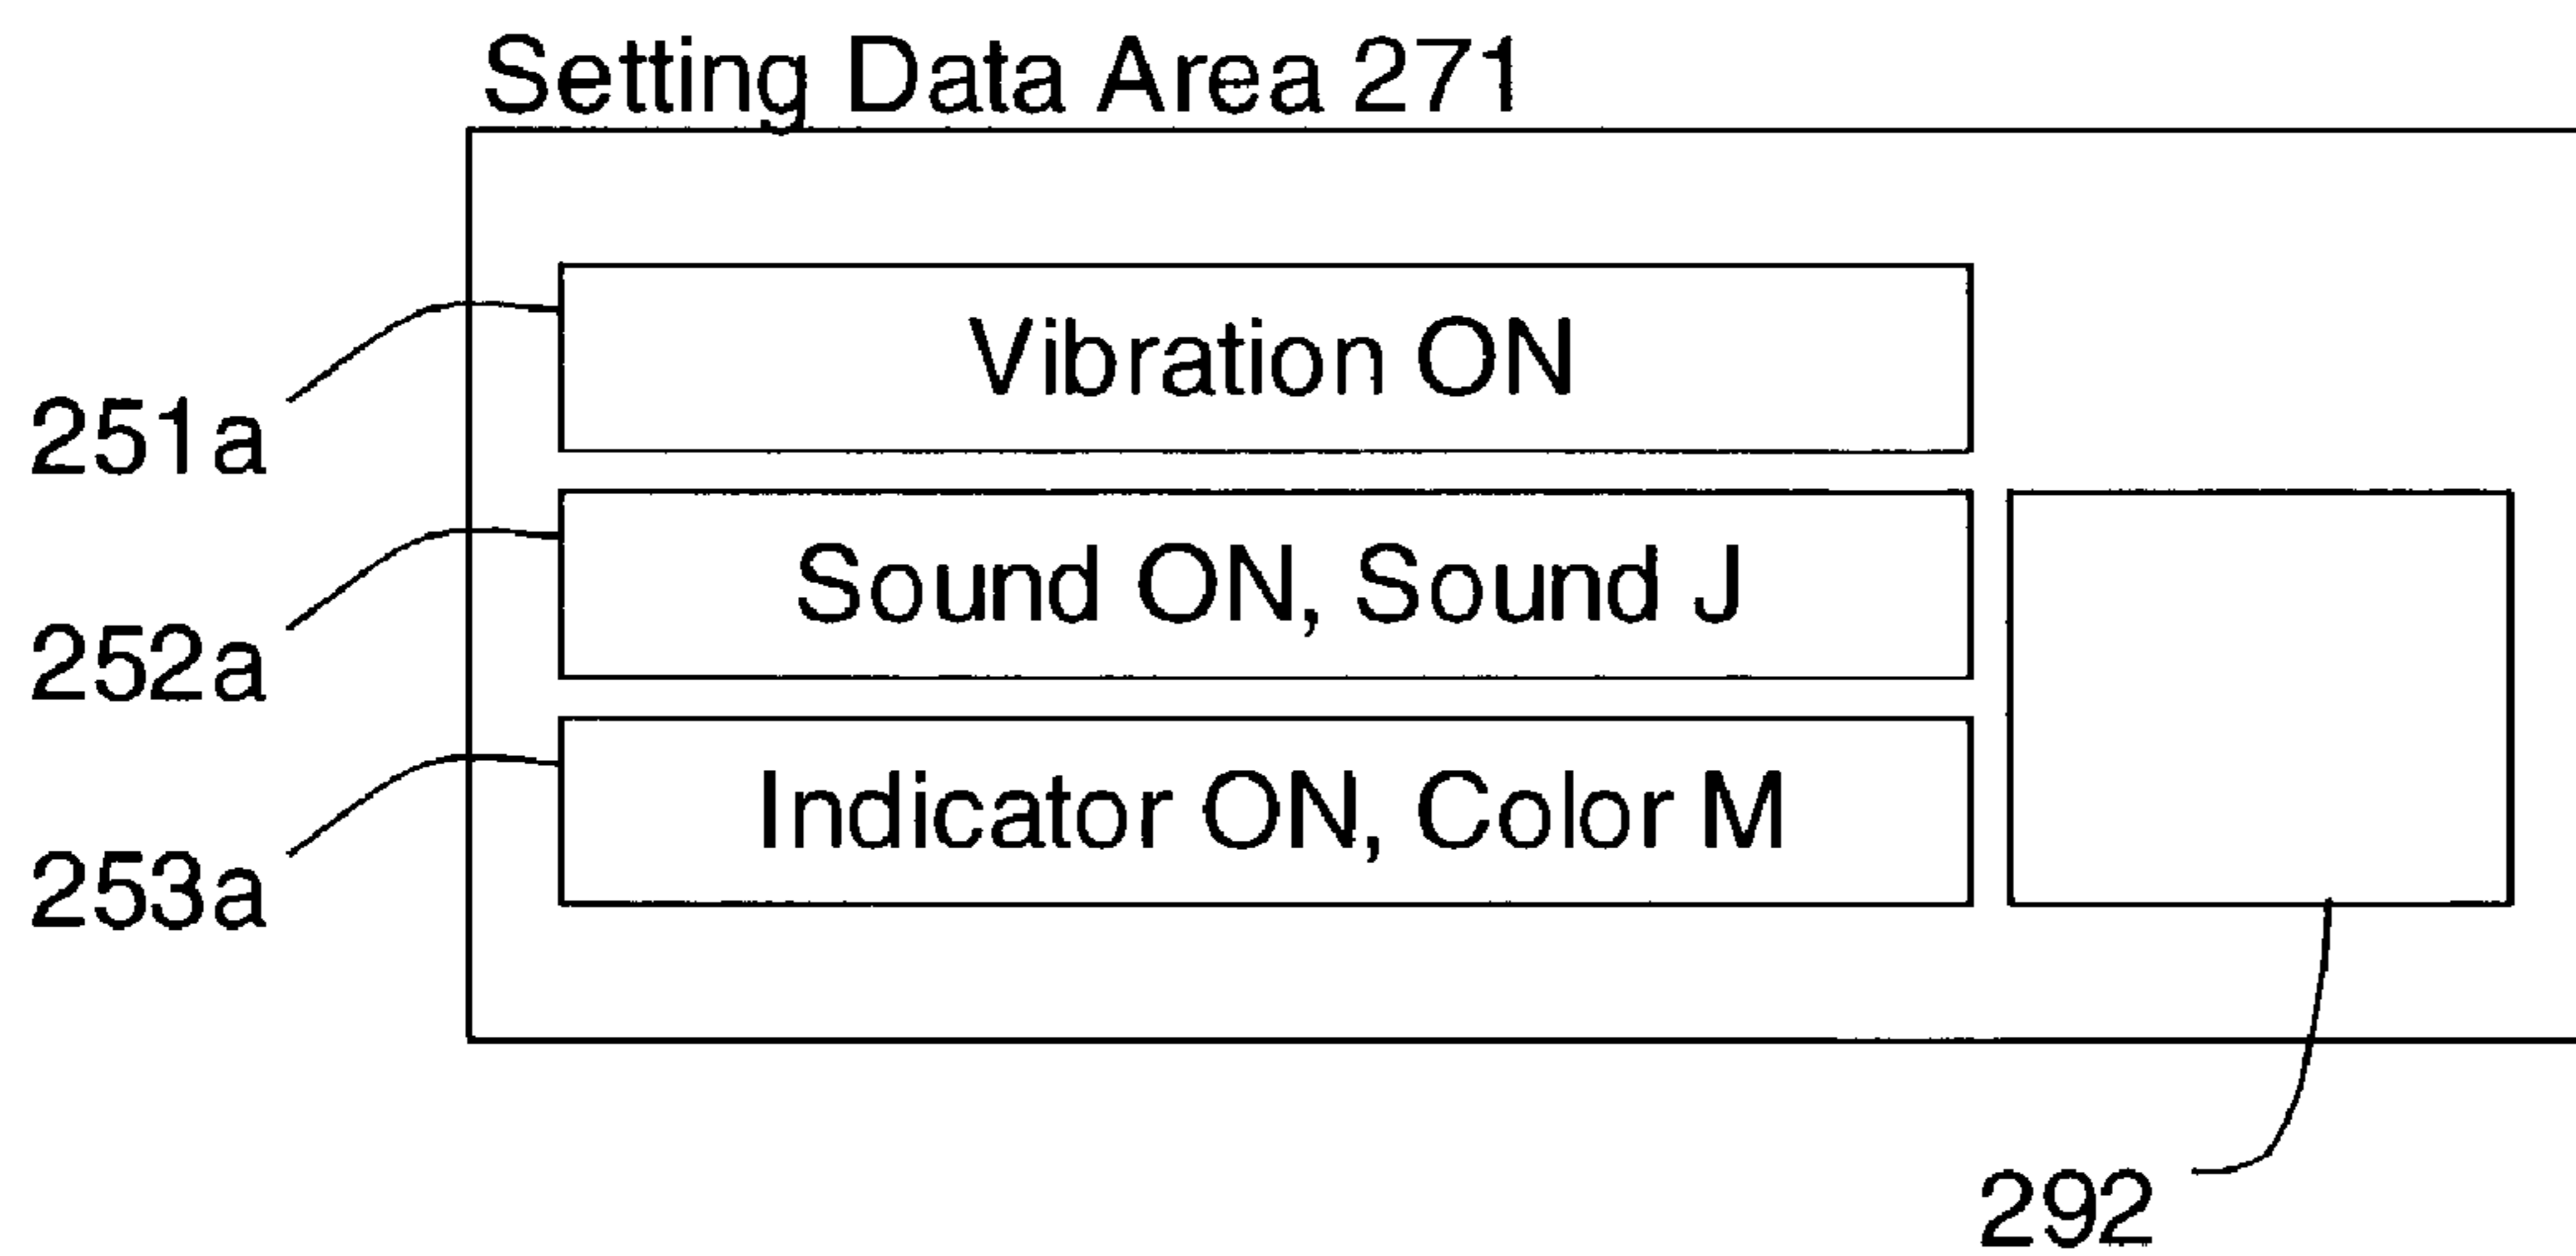 Setting Data Area 271
Vibration ON
251a
Sound ON, Sound J
252a
Indicator ON, Color M
253a
292